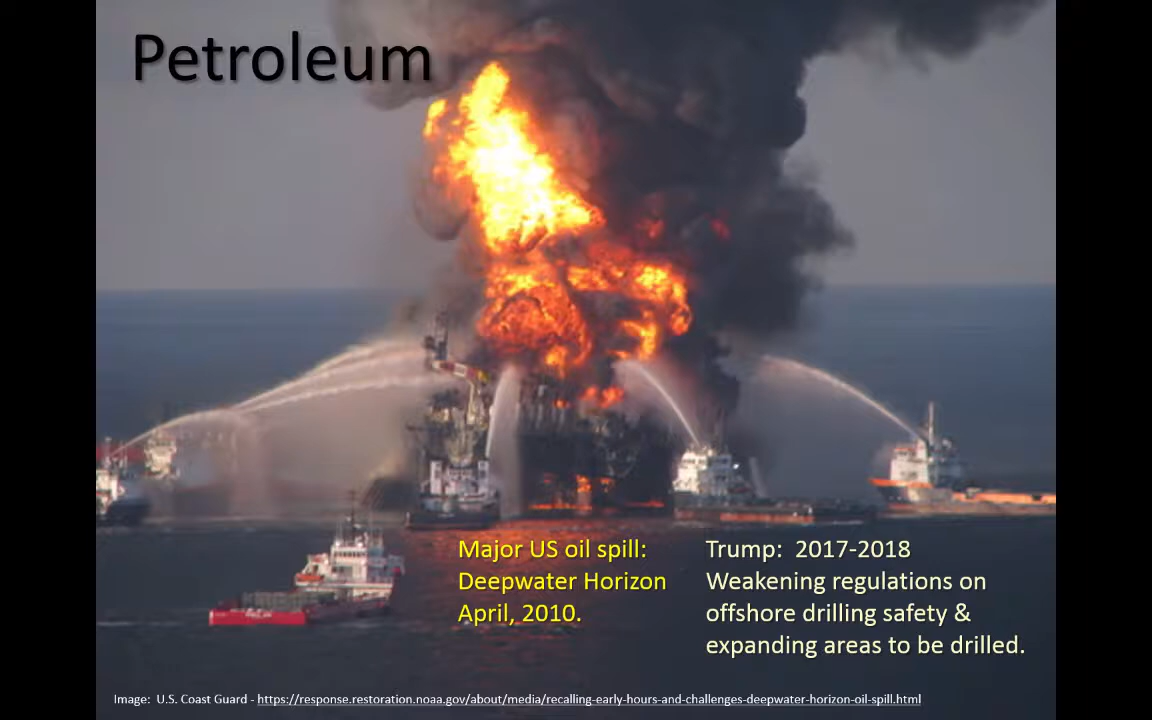 Petroleum
Major US oil spill:
Deepwater Horizon
April, 2010.
Trump:  2017-2018
Weakening regulations on
offshore drilling safety &
expanding areas to be drilled.
Image:  U.S. Coast Guard - https://response.restoration.noaa.gov/about/media/recalling-early-hours-and-challenges-deepwater-horizon-oil-spill.html